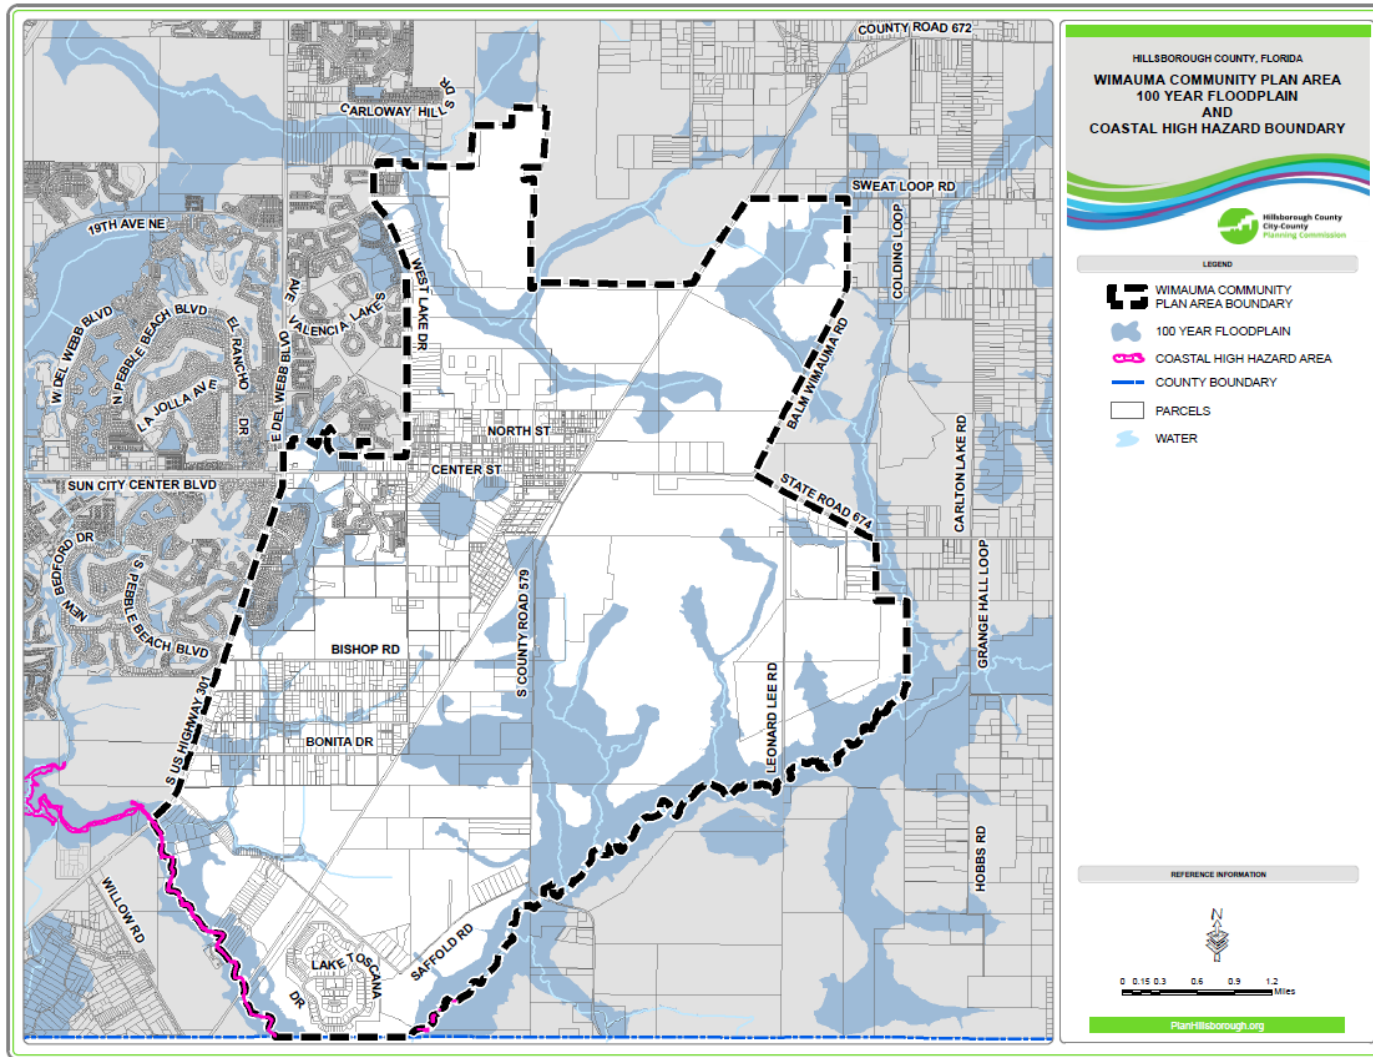 COUNTY ROAD 672
CARLOWAY HILLS DR
SWEAT LOOP RD
COLDING LOOP
19TH AVE NE
WEST LAKE DR
AVE
VALENCIA LAKES
W DEL WEBB BLVD
N PEBBLE BEACH BLVD
EL RANCHO
DR
E DEL WEBB BLVD
LA JOLLA AVE
BALM WIMAUMA RD
NORTH ST
CENTER ST
CARLTON LAKE RD
SUN CITY CENTER BLVD
STATE ROAD 674
NEW BEDFORD DR
S PEBBLE BEACH BLVD
GRANGE HALL LOOP
S COUNTY ROAD 579
BISHOP RD
LEONARD LEE RD
S US HIGHWAY 301
BONITA DR
HOBBS RD
WILLOW RD
SAFFOLD RD
LAKE TOSCANA
DR
HILLSBOROUGH COUNTY, FLORIDA
WIMAUMA COMMUNITY PLAN AREA
100 YEAR FLOODPLAIN
AND
COASTAL HIGH HAZARD BOUNDARY
Hillsborough County
City-County
Planning Commission
LEGEND
WIMAUMA COMMUNITY
PLAN AREA BOUNDARY
100 YEAR FLOODPLAIN
COASTAL HIGH HAZARD AREA
COUNTY BOUNDARY
PARCELS
WATER
REFERENCE INFORMATION
N
0 0.15 0.3 0.6 0.9 1.2
Miles
PlanHillsborough.org